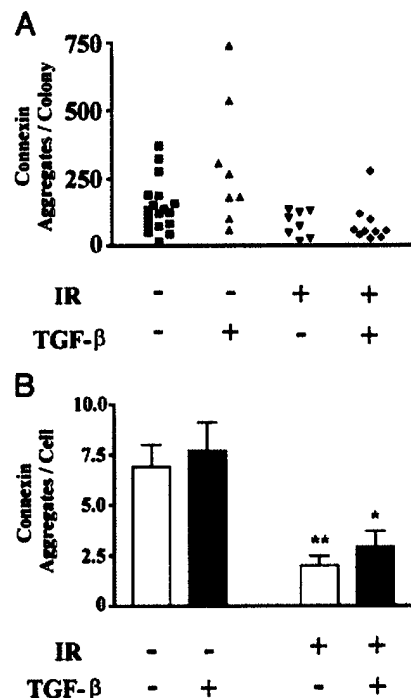 A
Connexin
Aggregates / Colony
750
500
250
0
IR - - + +
TGF-β - + - +
B
Connexin
Aggregates / Cell
10.0
7.5
5.0
2.5
0
** *
IR - - + +
TGF-β - + - +